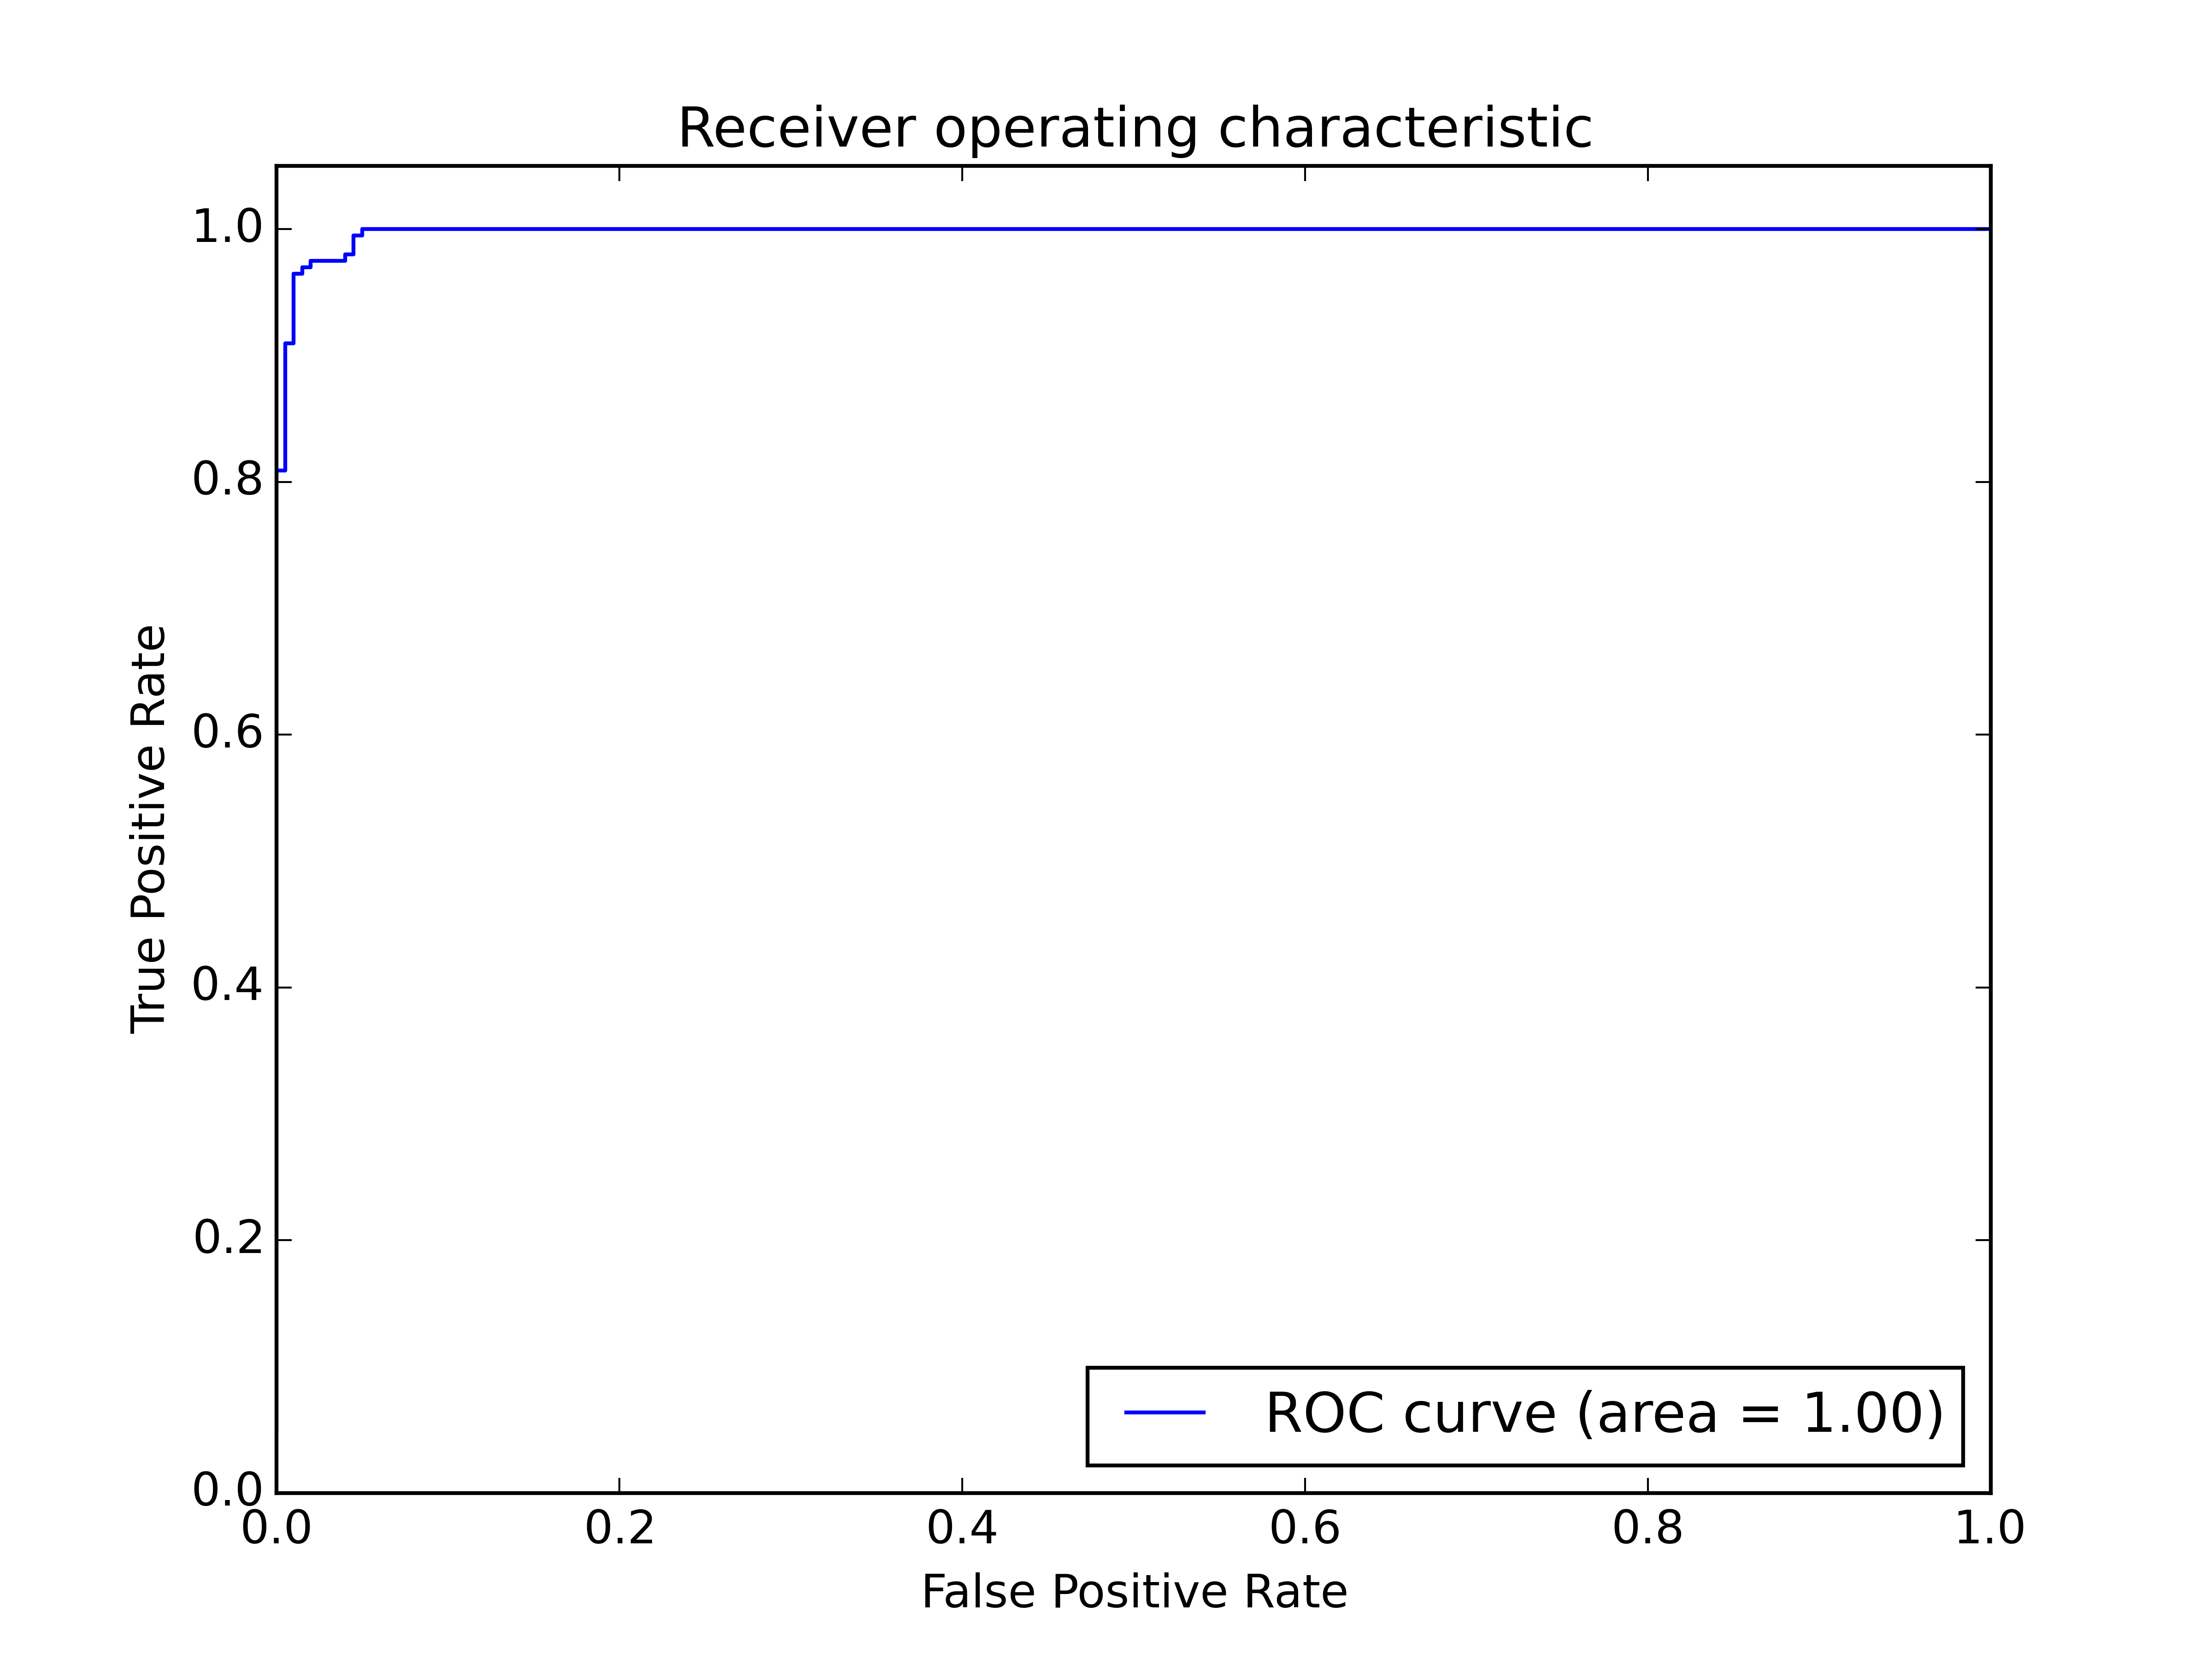 Receiver operating characteristic
1.0
0.8
0.6
0.4
0.2
0.0
True Positive Rate
ROC curve (area = 1.00)
0.0 0.2 0.4 0.6 0.8 1.0
False Positive Rate